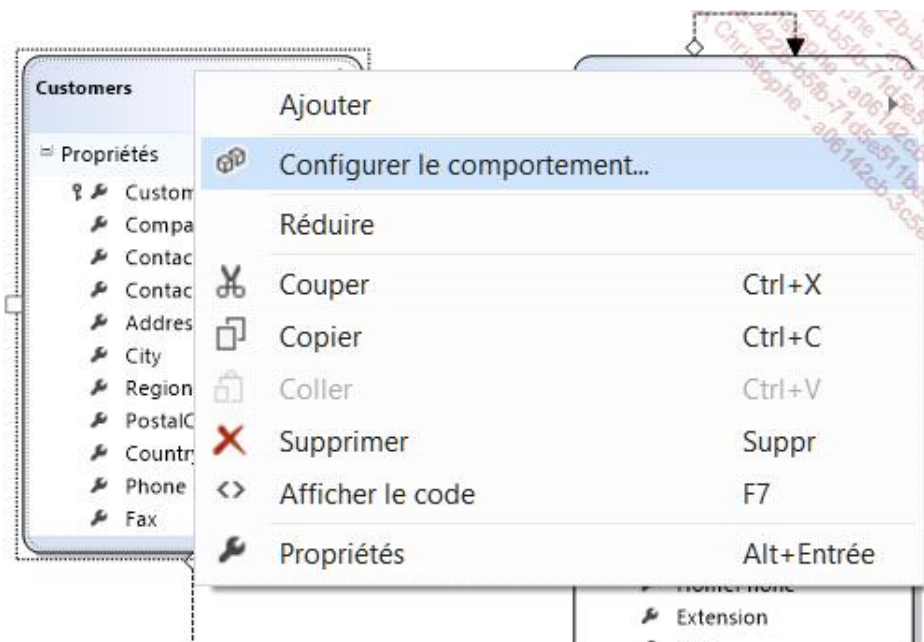 Customers
Propriétés
Custom
Compa
Contac
Contac
Addres
City
Region
PostalC
Countr
Phone
Fax
Ajouter
Configurer le comportement...
Réduire
Couper Ctrl+X
Copier Ctrl+C
Coller Ctrl+V
Supprimer Suppr
Afficher le code F7
Propriétés Alt+Entrée
Extension